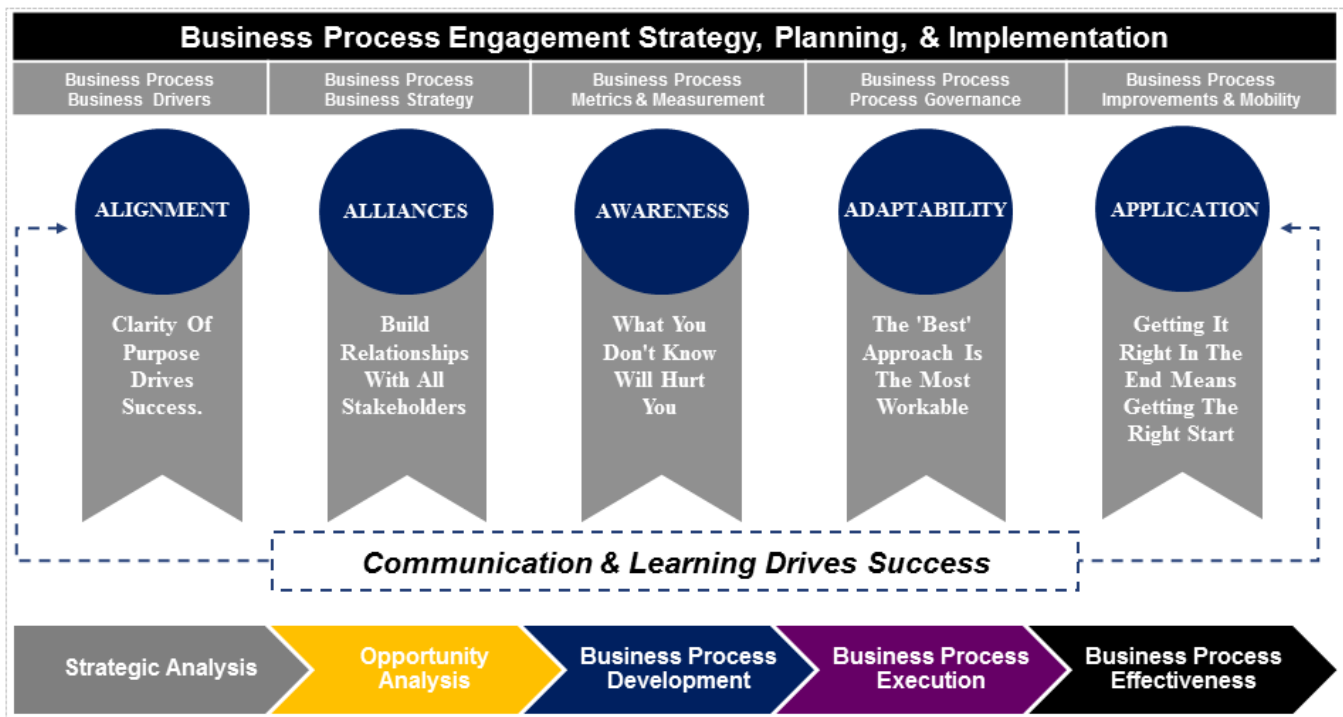 Business Process Engagement Strategy, Planning, & Implementation
Business Process
Business Drivers
Business Process
Business Strategy
Business Process
Metrics & Measurement
Business Process
Process Governance
Business Process
Improvements & Mobility
ALIGNMENT
ALLIANCES
AWARENESS
ADAPTABILITY
APPLICATION
Clarity Of
Purpose
Drives
Success.
Build
Relationships
With All
Stakeholders
What You
Don't Know
Will Hurt
You
The 'Best'
Approach Is
The Most
Workable
Getting It
Right In The
End Means
Getting The
Right Start
Communication & Learning Drives Success
Strategic Analysis
Opportunity
Analysis
Business Process
Development
Business Process
Execution
Business Process
Effectiveness